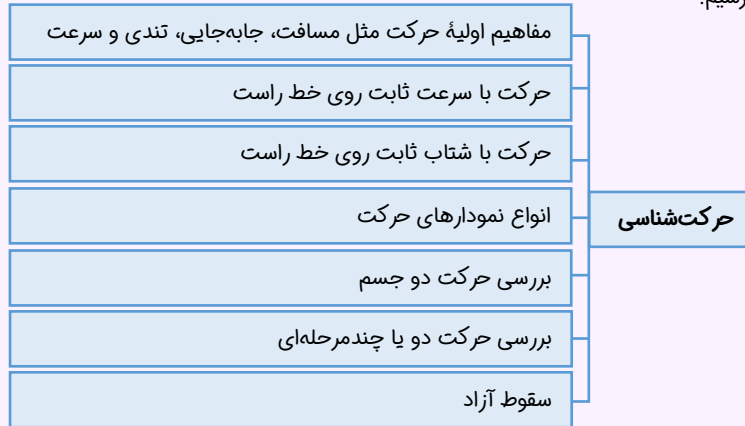 مفاهیم اولیهٔ حرکت مثل مسافت، جابه‌جایی، تندی و سرعت
حرکت با سرعت ثابت روی خط راست
حرکت با شتاب ثابت روی خط راست
انواع نمودارهای حرکت
حرکت‌شناسی
بررسی حرکت دو جسم
بررسی حرکت دو یا چندمرحله‌ای
سقوط آزاد